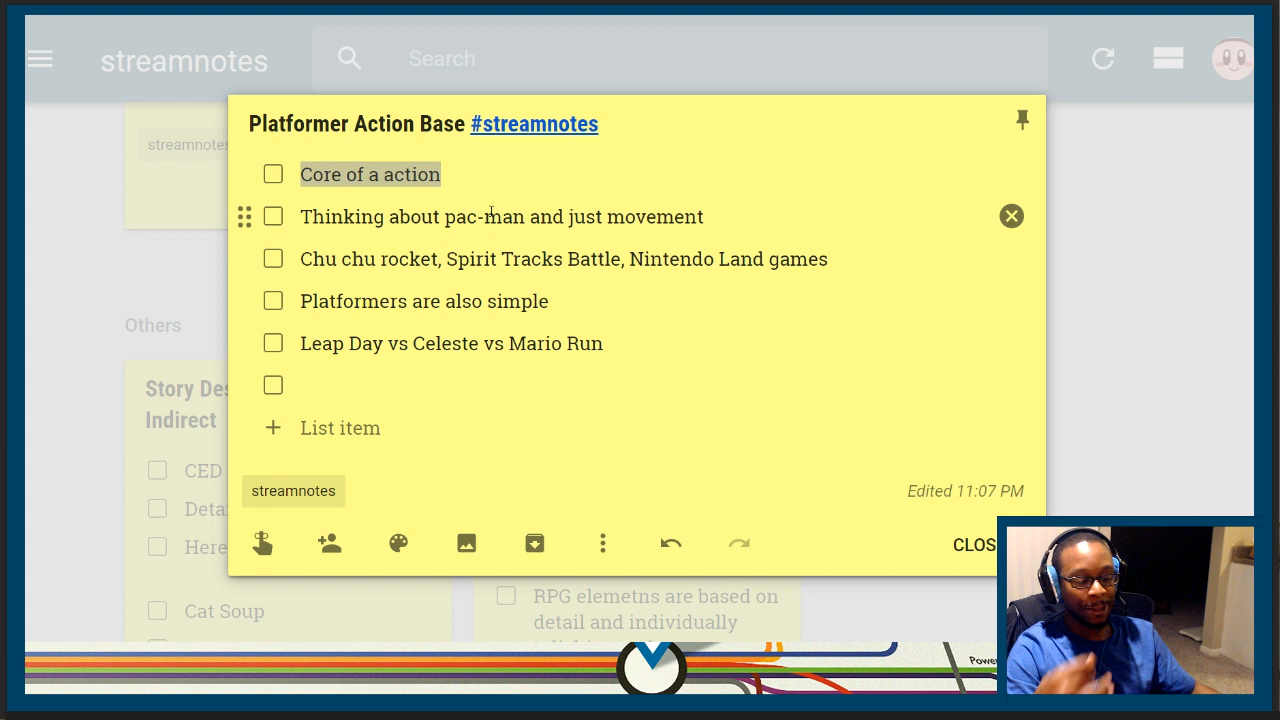 streamnotes
Search
Platformer Action Base #streamnotes
Core of a action
Thinking about pac-man and just movement
Chu chu rocket, Spirit Tracks Battle, Nintendo Land games
Platformers are also simple
Leap Day vs Celeste vs Mario Run
List item
streamnotes
Edited 11:07 PM
CLOS
streamnotes
Others
Story Des
Indirect
CED
Detai
Here
Cat Soup
RPG elemetns are based on
detail and individually
Power